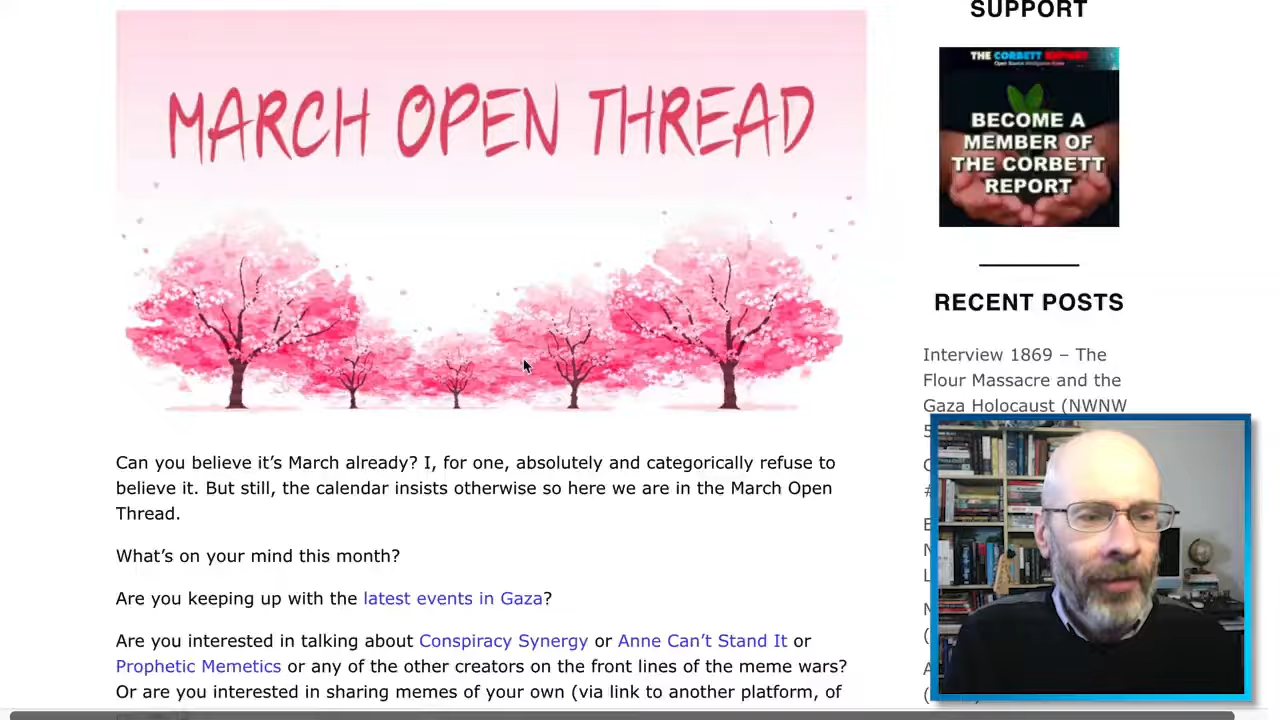 MARCH OPEN THREAD
Can you believe it's March already? I, for one, absolutely and categorically refuse to
believe it. But still, the calendar insists otherwise so here we are in the March Open
Thread.
What's on your mind this month?
Are you keeping up with the latest events in Gaza?
Are you interested in talking about Conspiracy Synergy or Anne Can't Stand It or
Prophetic Memetics or any of the other creators on the front lines of the meme wars?
Or are you interested in sharing memes of your own (via link to another platform, of
SUPPORT
THE CORBETT REPORT
Open Source Intelligence News
BECOME A
MEMBER OF
THE CORBETT
REPORT
RECENT POSTS
Interview 1869 – The
Flour Massacre and the
Gaza Holocaust (NWNW